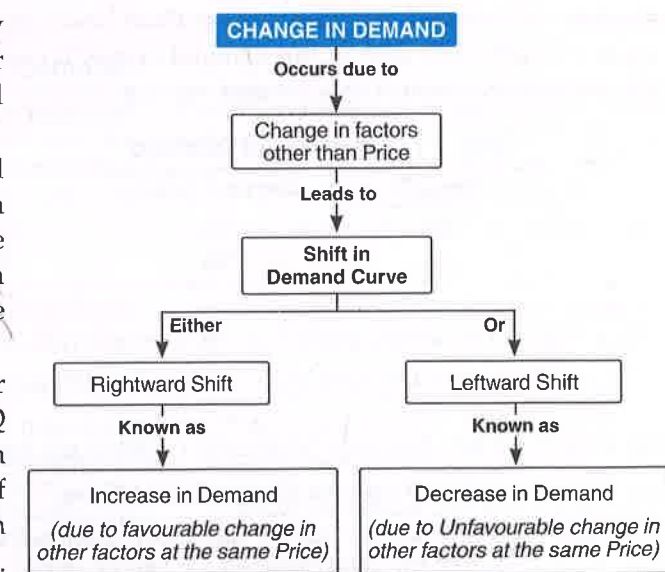 CHANGE IN DEMAND
Occurs due to
Change in factors
other than Price
Leads to
Shift in
Demand Curve
Either
Or
Rightward Shift
Leftward Shift
Known as
Known as
Increase in Demand
(due to favourable change in
other factors at the same Price)
Decrease in Demand
(due to Unfavourable change in
other factors at the same Price)